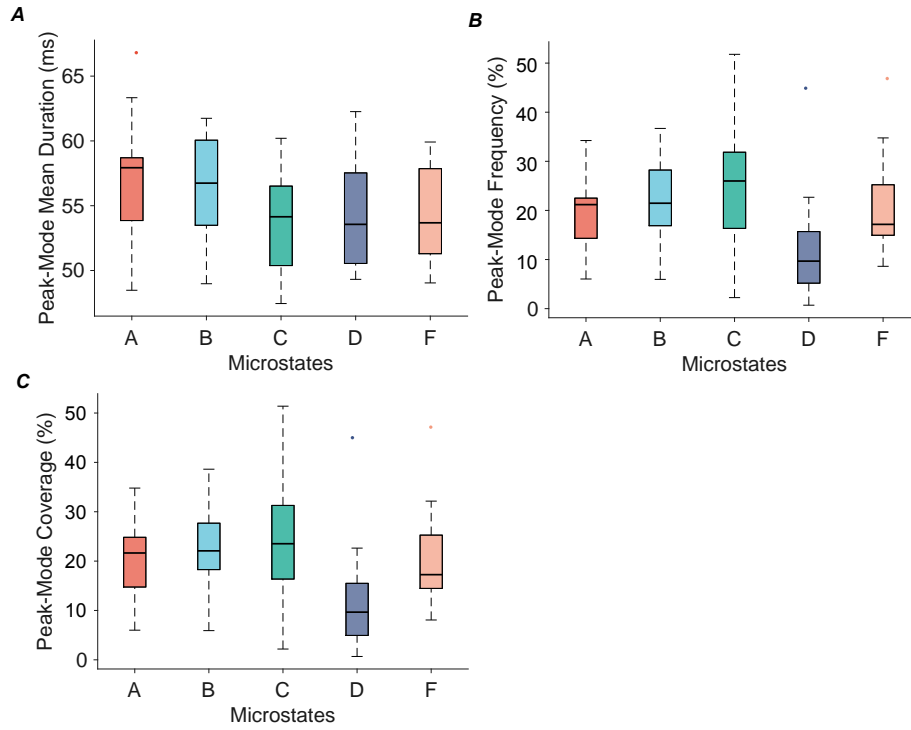 A
Peak-Mode Mean Duration (ms)
65
60
55
50
A B C D F
Microstates
B
Peak-Mode Frequency (%)
50
40
30
20
10
0
A B C D F
Microstates
C
Peak-Mode Coverage (%)
50
40
30
20
10
0
A B C D F
Microstates